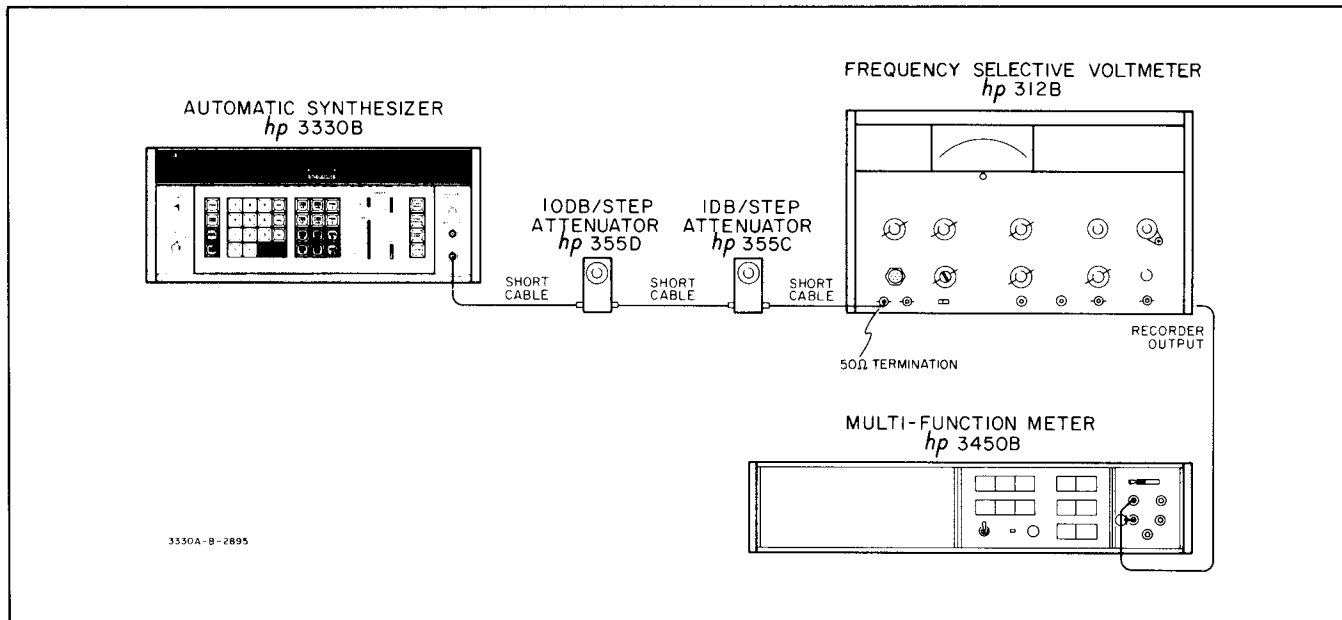 AUTOMATIC SYNTHESIZER
hp 3330B
10DB/STEP
ATTENUATOR
hp 355D
1DB/STEP
ATTENUATOR
hp 355C
FREQUENCY SELECTIVE VOLTMETER
hp 312B
SHORT
CABLE
SHORT
CABLE
SHORT
CABLE
50Ω TERMINATION
RECORDER
OUTPUT
MULTI-FUNCTION METER
hp 3450B
3330A-B-2895